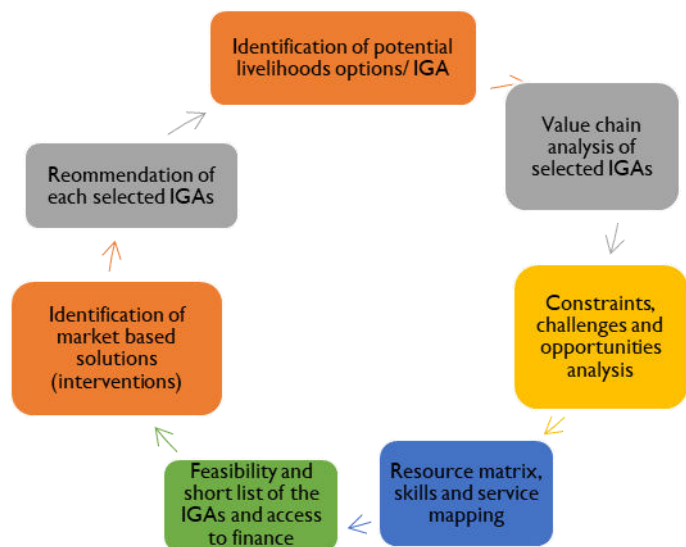 Identification of potential
livelihoods options/ IGA
Value chain
analysis of
selected IGAs
Constraints,
challenges and
opportunities
analysis
Resource matrix,
skills and service
mapping
Feasibility and
short list of the
IGAs and access
to finance
Identification of
market based
solutions
(interventions)
Reommendation of
each selected IGAs